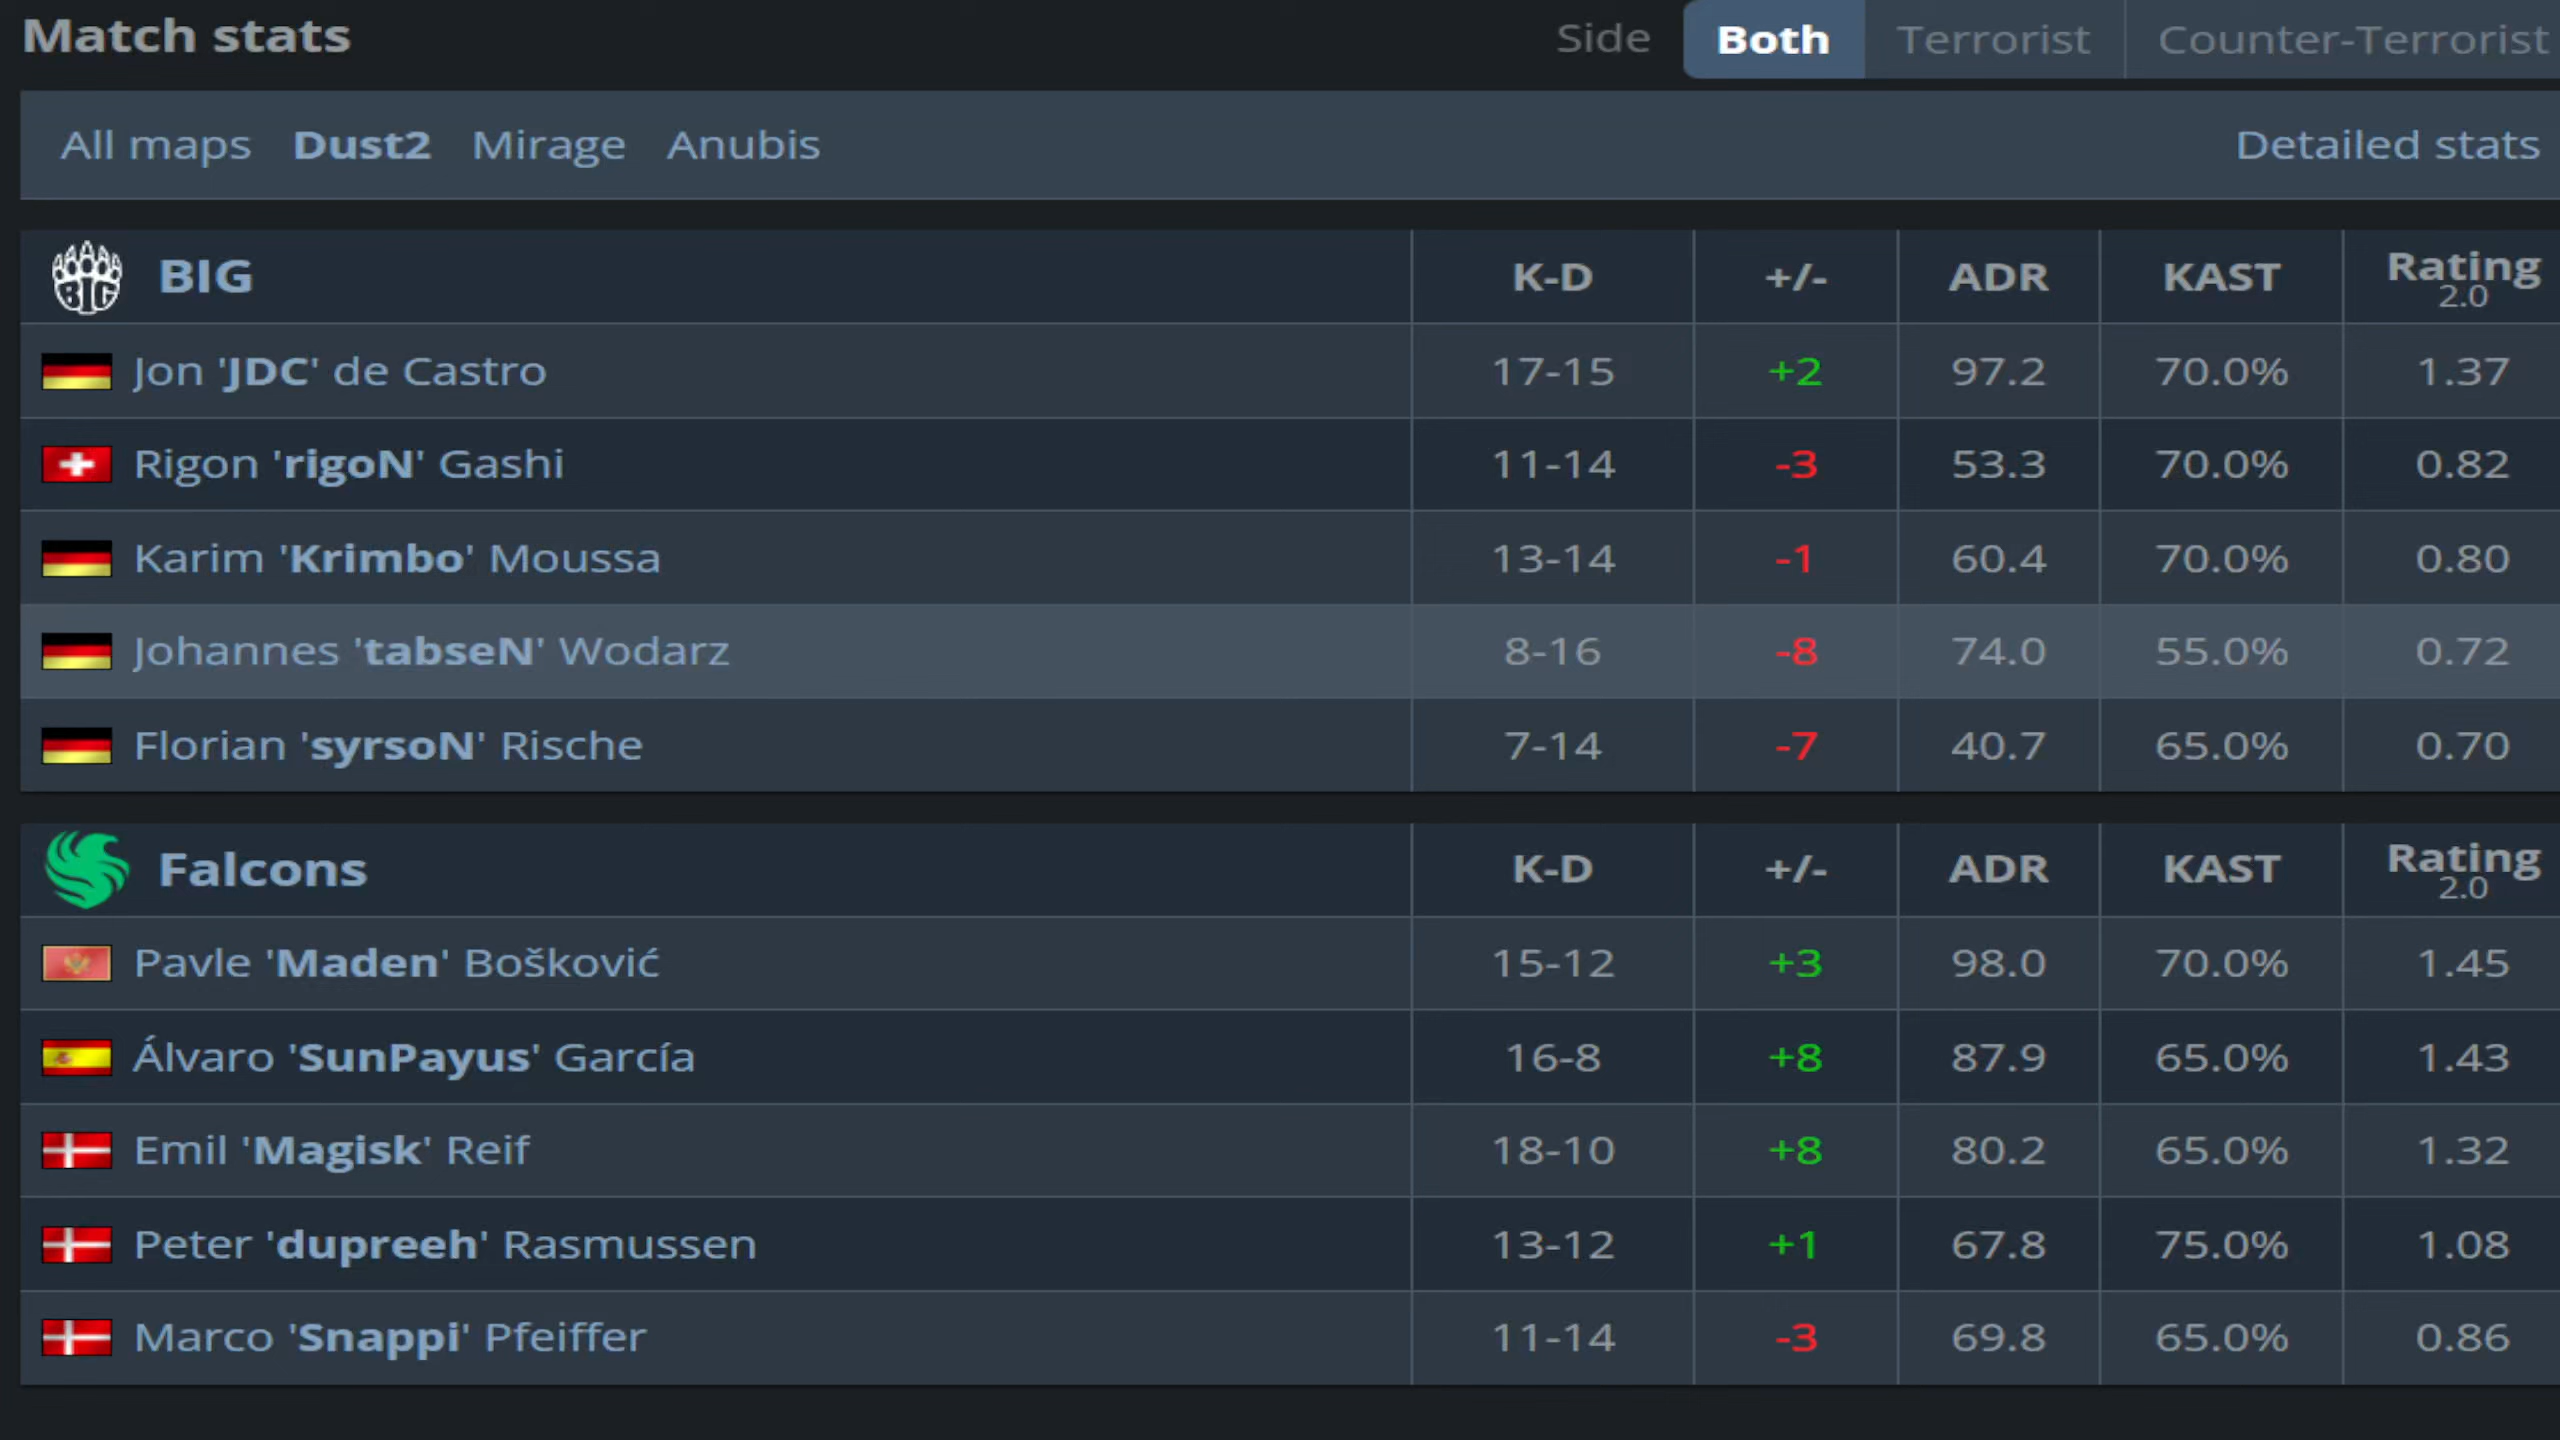 Match stats Side Both Terrorist Counter-Terrorist
All maps Dust2 Mirage Anubis Detailed stats
BIG BIG K-D +/- ADR KAST Rating 2.0
Jon 'JDC' de Castro 17-15 +2 97.2 70.0% 1.37
Rigon 'rigoN' Gashi 11-14 -3 53.3 70.0% 0.82
Karim 'Krimbo' Moussa 13-14 -1 60.4 70.0% 0.80
Johannes 'tabseN' Wodarz 8-16 -8 74.0 55.0% 0.72
Florian 'syrsoN' Rische 7-14 -7 40.7 65.0% 0.70
Falcons K-D +/- ADR KAST Rating 2.0
Pavle 'Maden' Bošković 15-12 +3 98.0 70.0% 1.45
Álvaro 'SunPayus' García 16-8 +8 87.9 65.0% 1.43
Emil 'Magisk' Reif 18-10 +8 80.2 65.0% 1.32
Peter 'dupreeh' Rasmussen 13-12 +1 67.8 75.0% 1.08
Marco 'Snappi' Pfeiffer 11-14 -3 69.8 65.0% 0.86